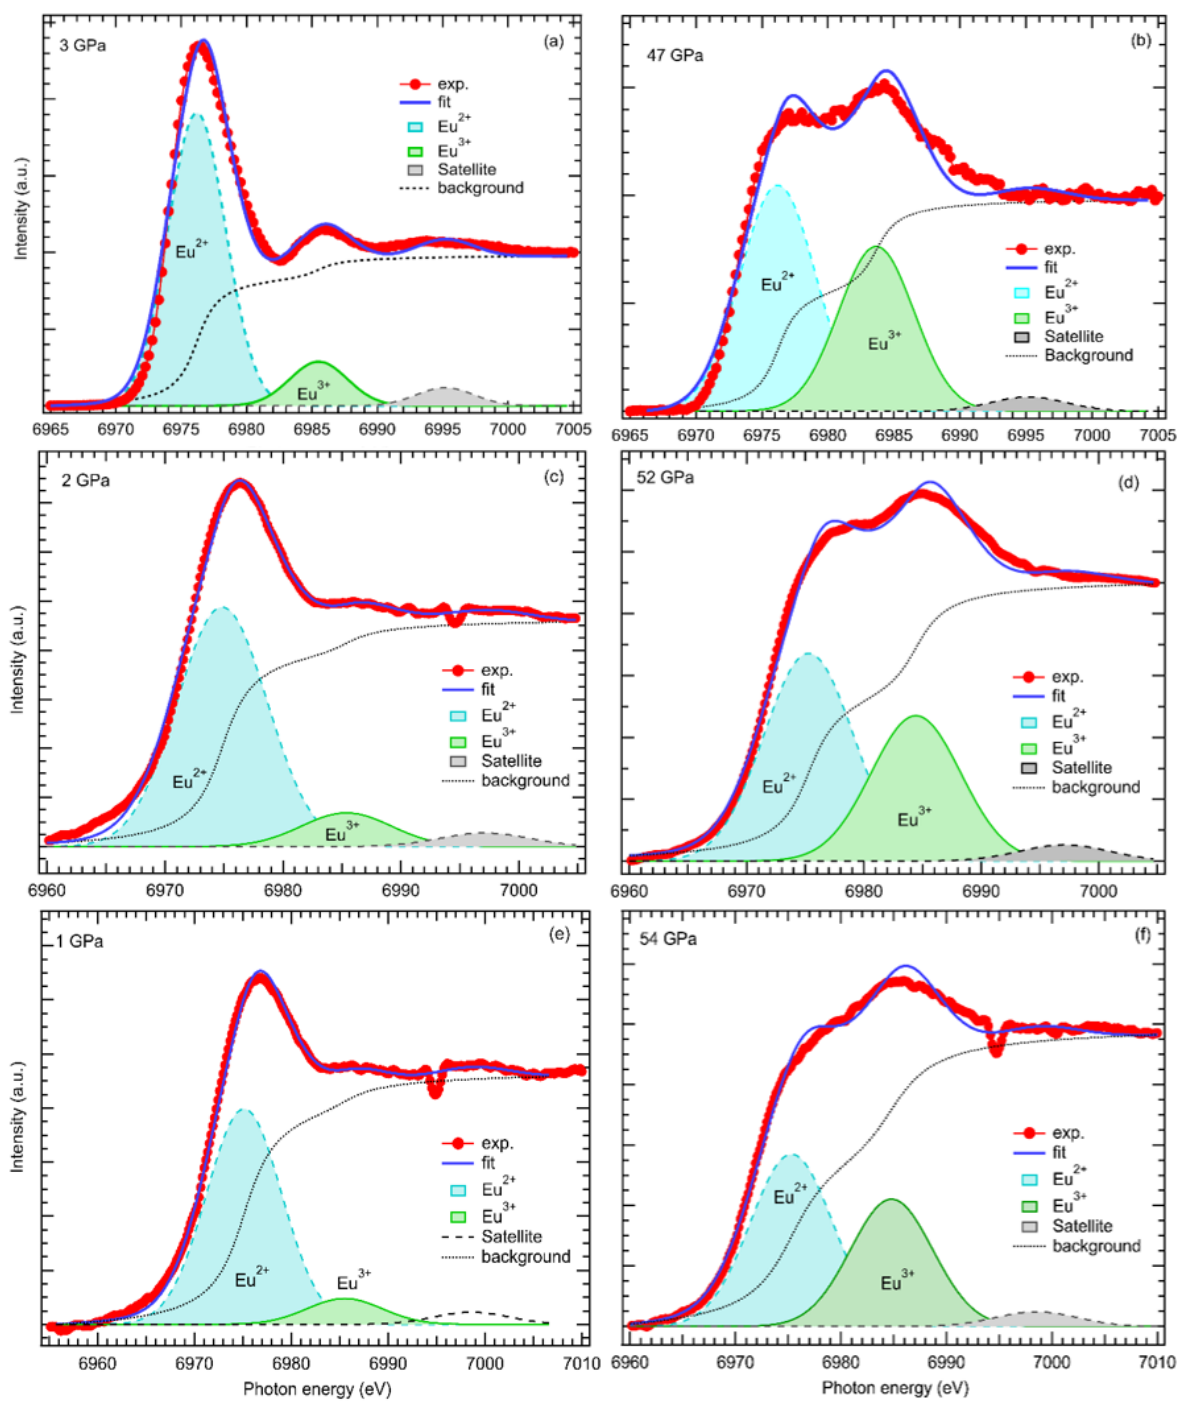 3 GPa
(a)
exp.
fit
Eu2+
Eu3+
Satellite
background
Eu2+
Eu3+
Intensity (a.u.)
6965 6970 6975 6980 6985 6990 6995 7000 7005
47 GPa
(b)
exp.
fit
Eu2+
Eu3+
Satellite
Background
Eu2+
Eu3+
6965 6970 6975 6980 6985 6990 6995 7000 7005
2 GPa
(c)
exp.
fit
Eu2+
Eu3+
Satellite
background
Eu2+
Eu3+
Intensity (a.u.)
6960 6970 6980 6990 7000
52 GPa
(d)
exp.
fit
Eu2+
Eu3+
Satellite
background
Eu2+
Eu3+
6960 6970 6980 6990 7000
1 GPa
(e)
exp.
fit
Eu2+
Eu3+
Satellite
background
Eu2+
Eu3+
Intensity (a.u.)
6960 6970 6980 6990 7000 7010
Photon energy (eV)
54 GPa
(f)
exp.
fit
Eu2+
Eu3+
Satellite
background
Eu2+
Eu3+
6960 6970 6980 6990 7000 7010
Photon energy (eV)